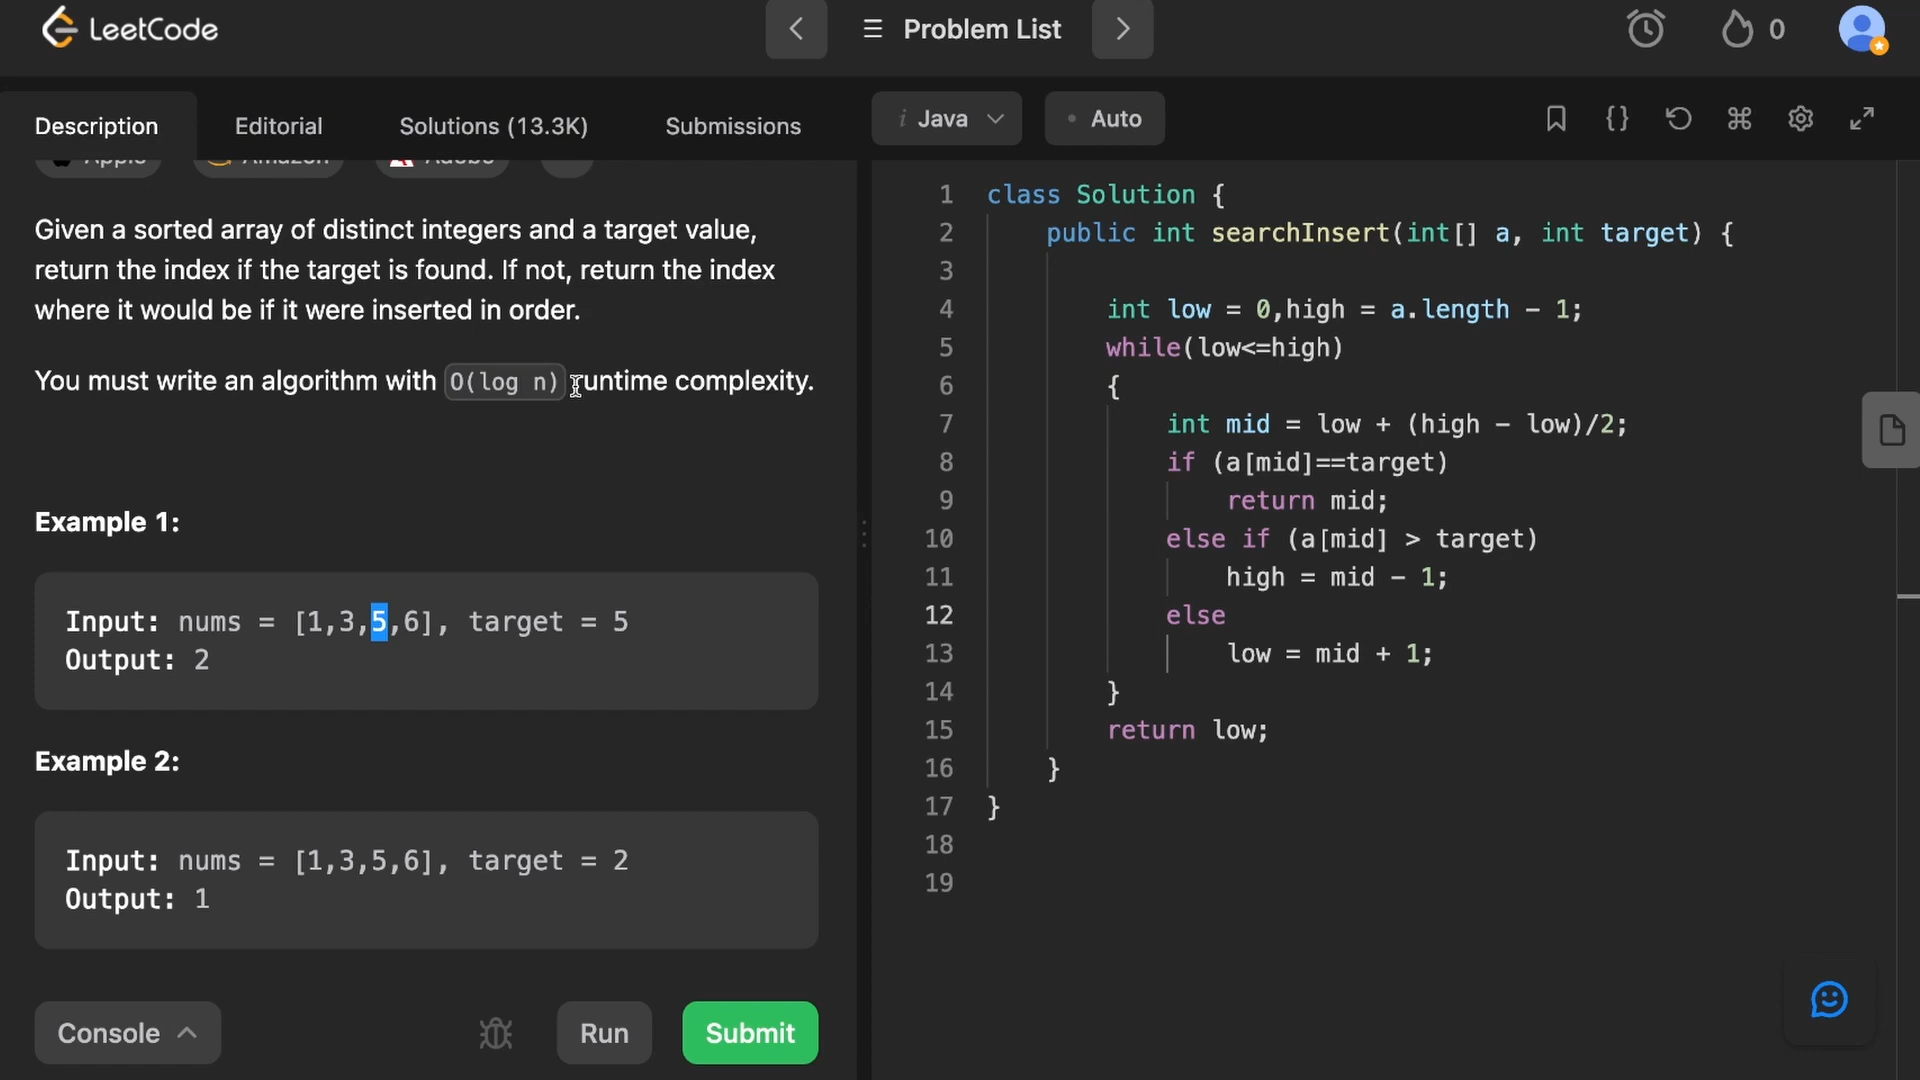 LeetCode
Problem List
0
Description Editorial Solutions (13.3K) Submissions
i Java
• Auto
Apple Amazon Adobe
Given a sorted array of distinct integers and a target value,
return the index if the target is found. If not, return the index
where it would be if it were inserted in order.
You must write an algorithm with O(log n) runtime complexity.
Example 1:
Input: nums = [1,3,5,6], target = 5
Output: 2
Example 2:
Input: nums = [1,3,5,6], target = 2
Output: 1
Console
Run
Submit
1 class Solution {
2 public int searchInsert(int[] a, int target) {
3
4 int low = 0,high = a.length - 1;
5 while(low<=high)
6 {
7 int mid = low + (high - low)/2;
8 if (a[mid]==target)
9 return mid;
10 else if (a[mid] > target)
11 high = mid - 1;
12 else
13 low = mid + 1;
14 }
15 return low;
16 }
17 }
18
19